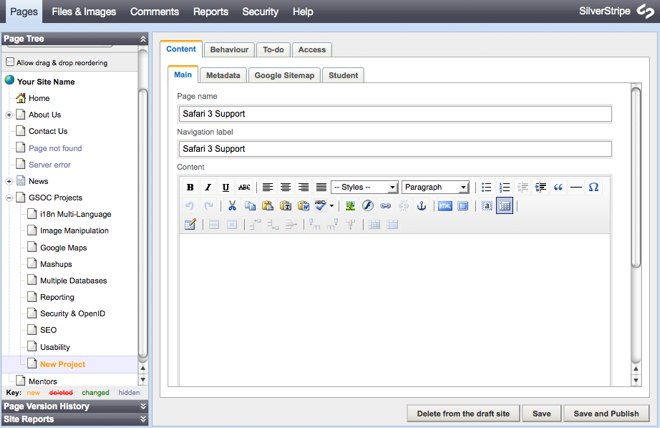 Pages Files & Images Comments Reports Security Help SilverStripe
Page Tree
Allow drag & drop reordering
Your Site Name
Home
About Us
Contact Us
Page not found
Server error
News
GSOC Projects
i18n Multi-Language
Image Manipulation
Google Maps
Mashups
Multiple Databases
Reporting
Security & OpenID
SEO
Usability
New Project
Mentors
Key: new deleted changed hidden
Page Version History
Site Reports
Content Behaviour To-do Access
Main Metadata Google Sitemap Student
Page name
Safari 3 Support
Navigation label
Safari 3 Support
Content
B I U ABC -- Styles -- Paragraph
HTML
Delete from the draft site Save Save and Publish